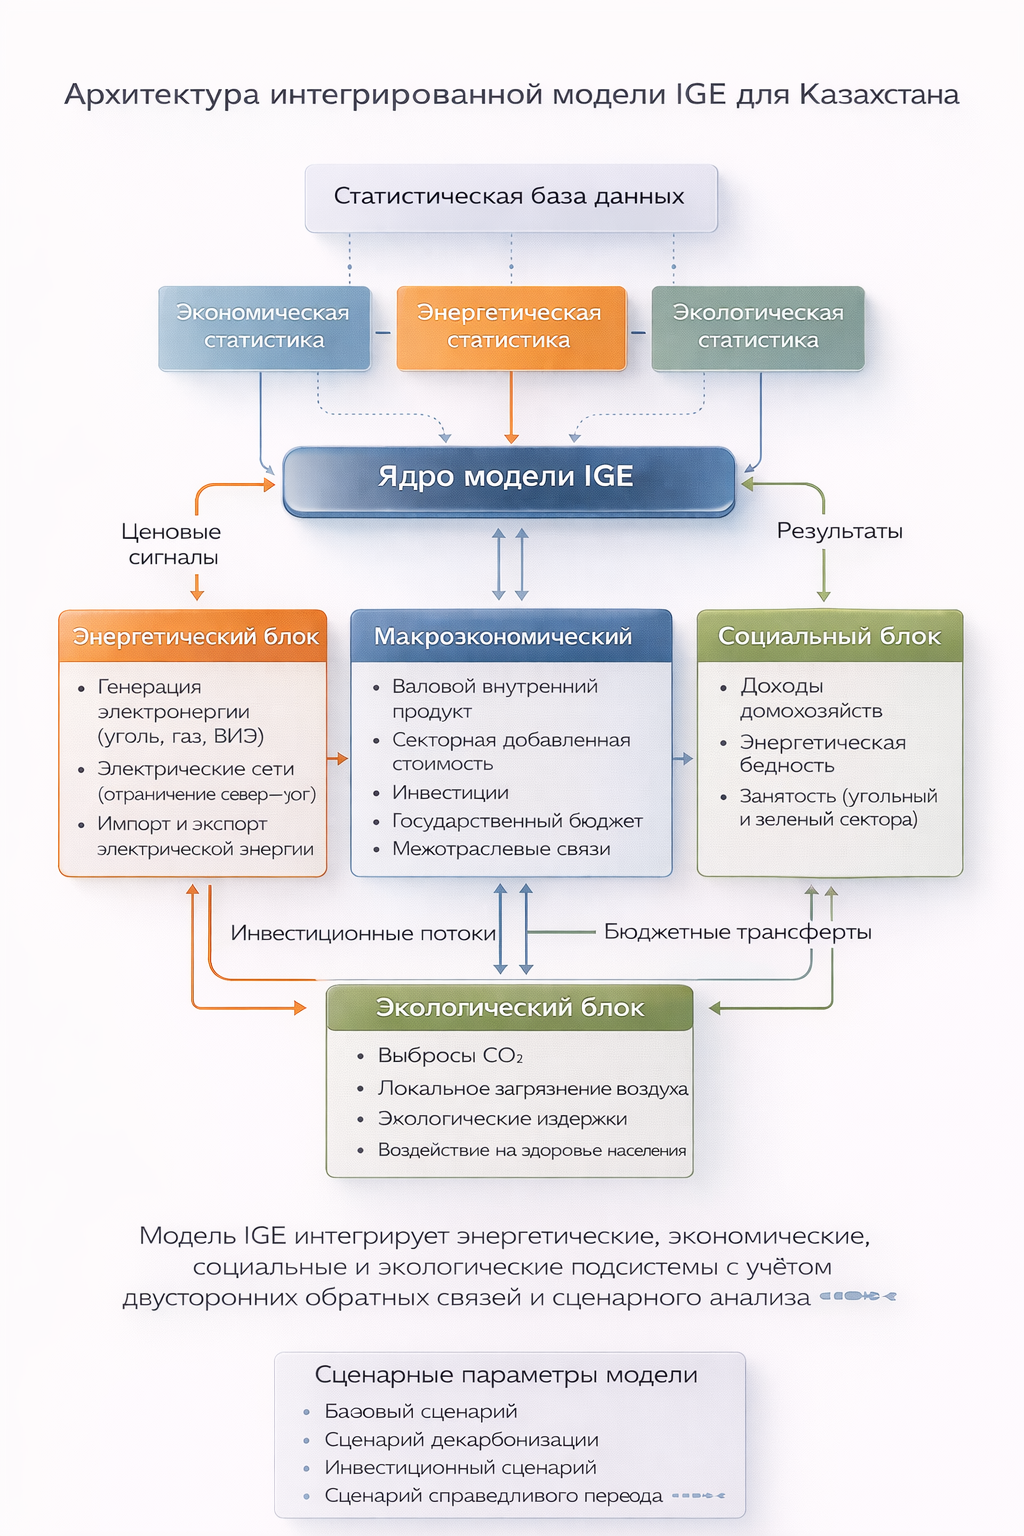 Архитектура интегрированной модели IGE для Казахстана
Статистическая база данных
Экономическая
статистика
Энергетическая
статистика
Экологическая
статистика
Ядро модели IGE
Ценовые
сигналы
Результаты
Энергетический блок
• Генерация
электронергии
(уголь, газ, ВИЭ)
• Электрические сети
(отраничение север—үог)
• Импорт и экспорт
электрической энергии
Макроэкономический
• Валовой внутренний
продукт
• Секторная добавленная
стоимость
• Инвестиции
• Государственный бюджет
• Межотраслевые связи
Социальный блок
• Доходы
домохозяйств
• Энергетическая
бедность
• Занятость (угольный
и зеленый сектора)
Инвестиционные потоки
Бюджетные трансферты
Экологический блок
• Выбросы CO₂
• Локальное загрязнение воздуха
• Экологические издержки
• Воздействие на здоровье населения
Модель IGE интегрирует энергетические, экономические,
социальные и экологические подсистемы с учётом
двусторонних обратных связей и сценарного анализа
Сценарные параметры модели
• Базовый сценарий
• Сценарий декарбонизации
• Инвестиционный сценарий
• Сценарий справедливого переода